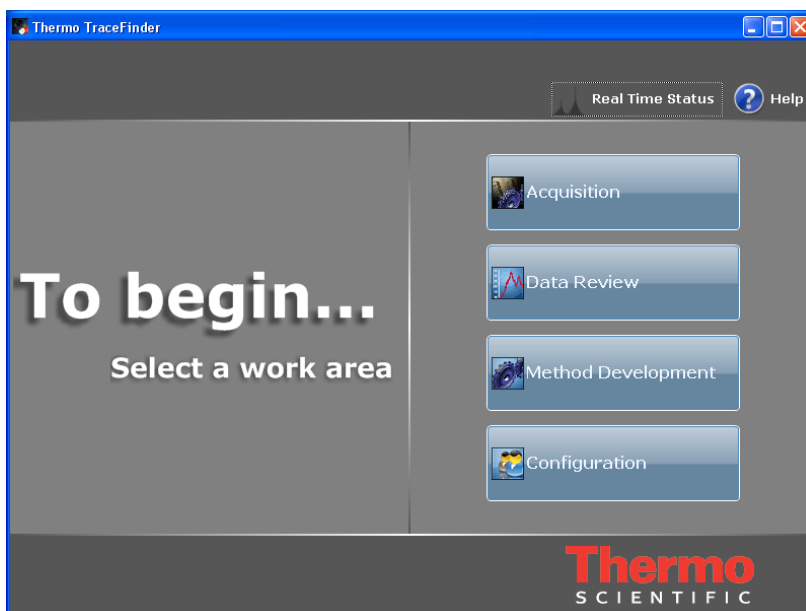 Thermo TraceFinder
Real Time Status
? Help
To begin...
Select a work area
Acquisition
Data Review
Method Development
Configuration
Thermo
SCIENTIFIC